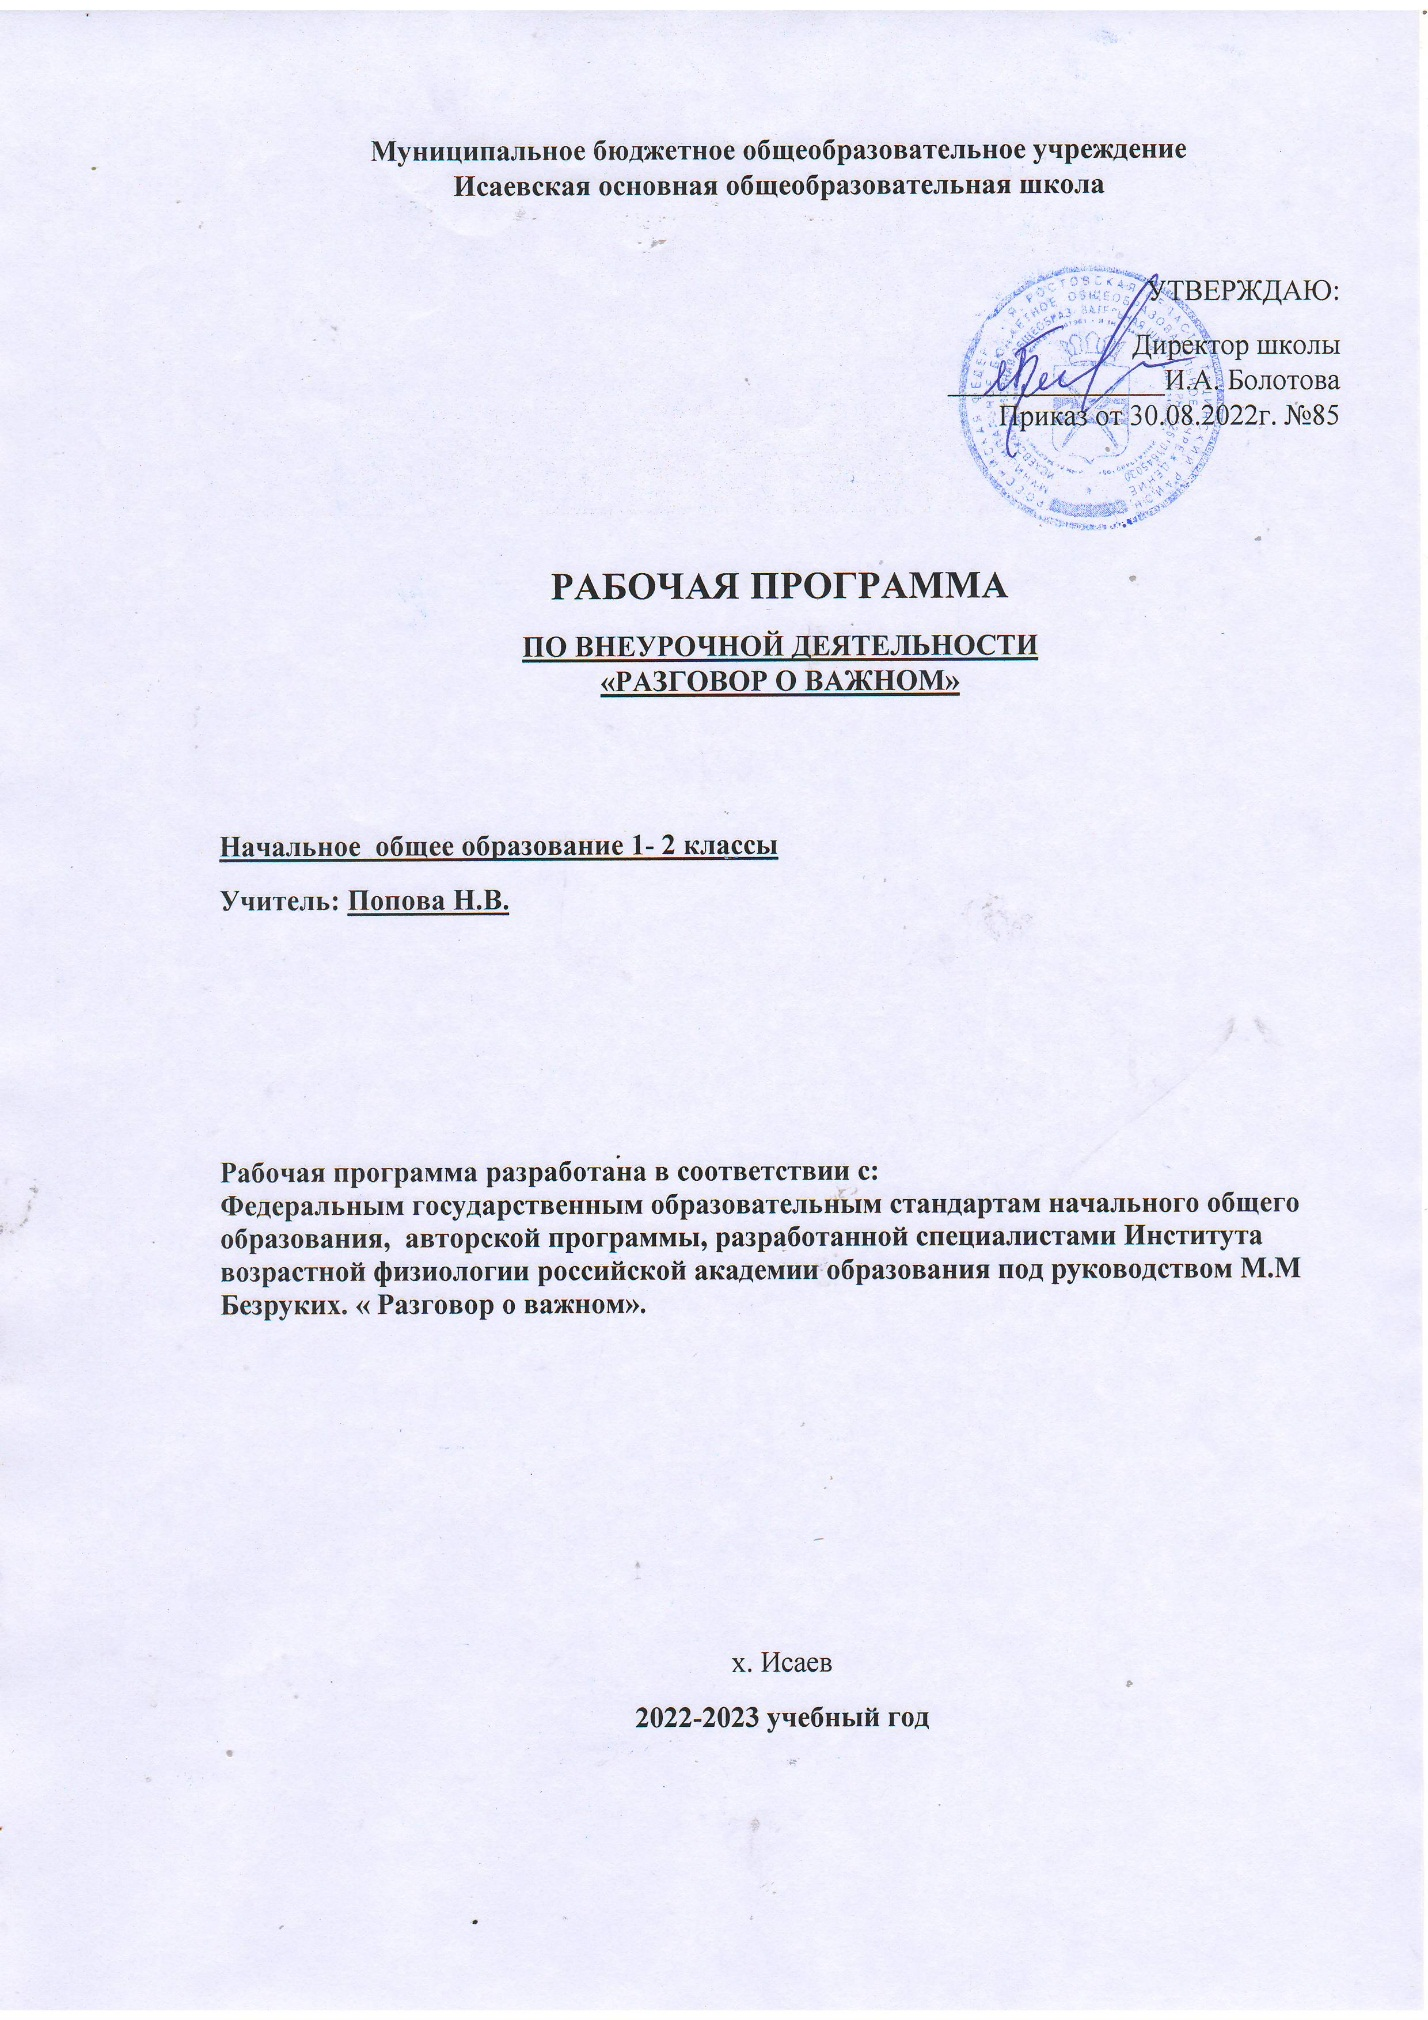 Муниципальное бюджетное общеобразовательное учреждение
Исаевская основная общеобразовательная школа
УТВЕРЖДАЮ:
Директор школы
И.А. Болотова
Приказ от 30.08.2022г. №85
РАБОЧАЯ ПРОГРАММА
ПО ВНЕУРОЧНОЙ ДЕЯТЕЛЬНОСТИ
«РАЗГОВОР О ВАЖНОМ»
Начальное общее образование 1- 2 классы
Учитель: Попова Н.В.
Рабочая программа разработана в соответствии с:
Федеральным государственным образовательным стандартам начального общего
образования, авторской программы, разработанной специалистами Института
возрастной физиологии российской академии образования под руководством М.М
Безруких. « Разговор о важном».
х. Исаев
2022-2023 учебный год